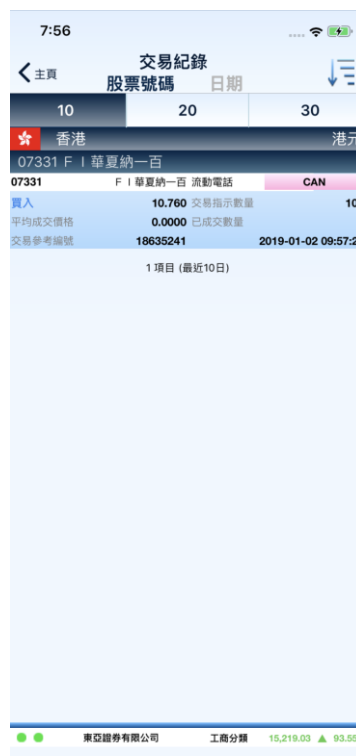 7:56
交易紀錄
主頁
股票號碼 日期
10 20 30
香港 港元
07331 F I 華夏納一百
07331 F I 華夏納一百 流動電話 CAN
買入 10.760 交易指示數量 10
平均成交價格 0.0000 已成交數量
交易參考編號 18635241 2019-01-02 09:57:2
1 項目 (最近10日)
東亞證券有限公司 工商分類 15,219.03 ▲ 93.55